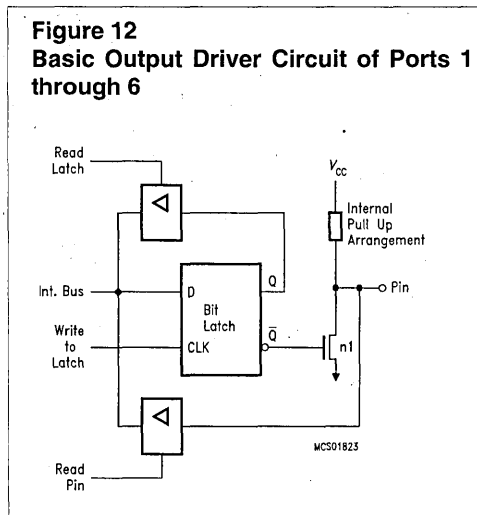 Figure 12
Basic Output Driver Circuit of Ports 1
through 6
Read
Latch
VCC
Internal
Pull Up
Arrangement
Int. Bus
D
Q
Bit
Latch
Pin
Write
to
Latch
CLK
Q̅
n1
MCS01823
Read
Pin